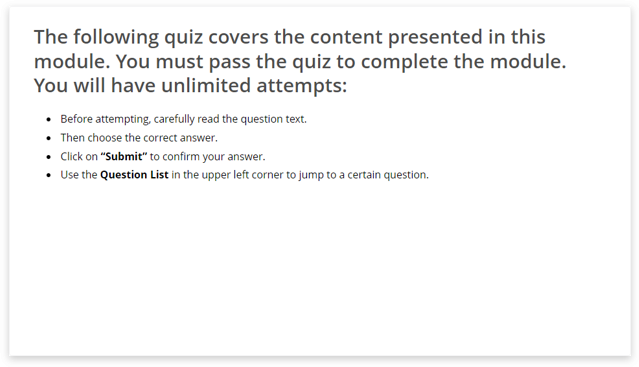 The following quiz covers the content presented in this
module. You must pass the quiz to complete the module.
You will have unlimited attempts:
• Before attempting, carefully read the question text.
• Then choose the correct answer.
• Click on “Submit” to confirm your answer.
• Use the Question List in the upper left corner to jump to a certain question.